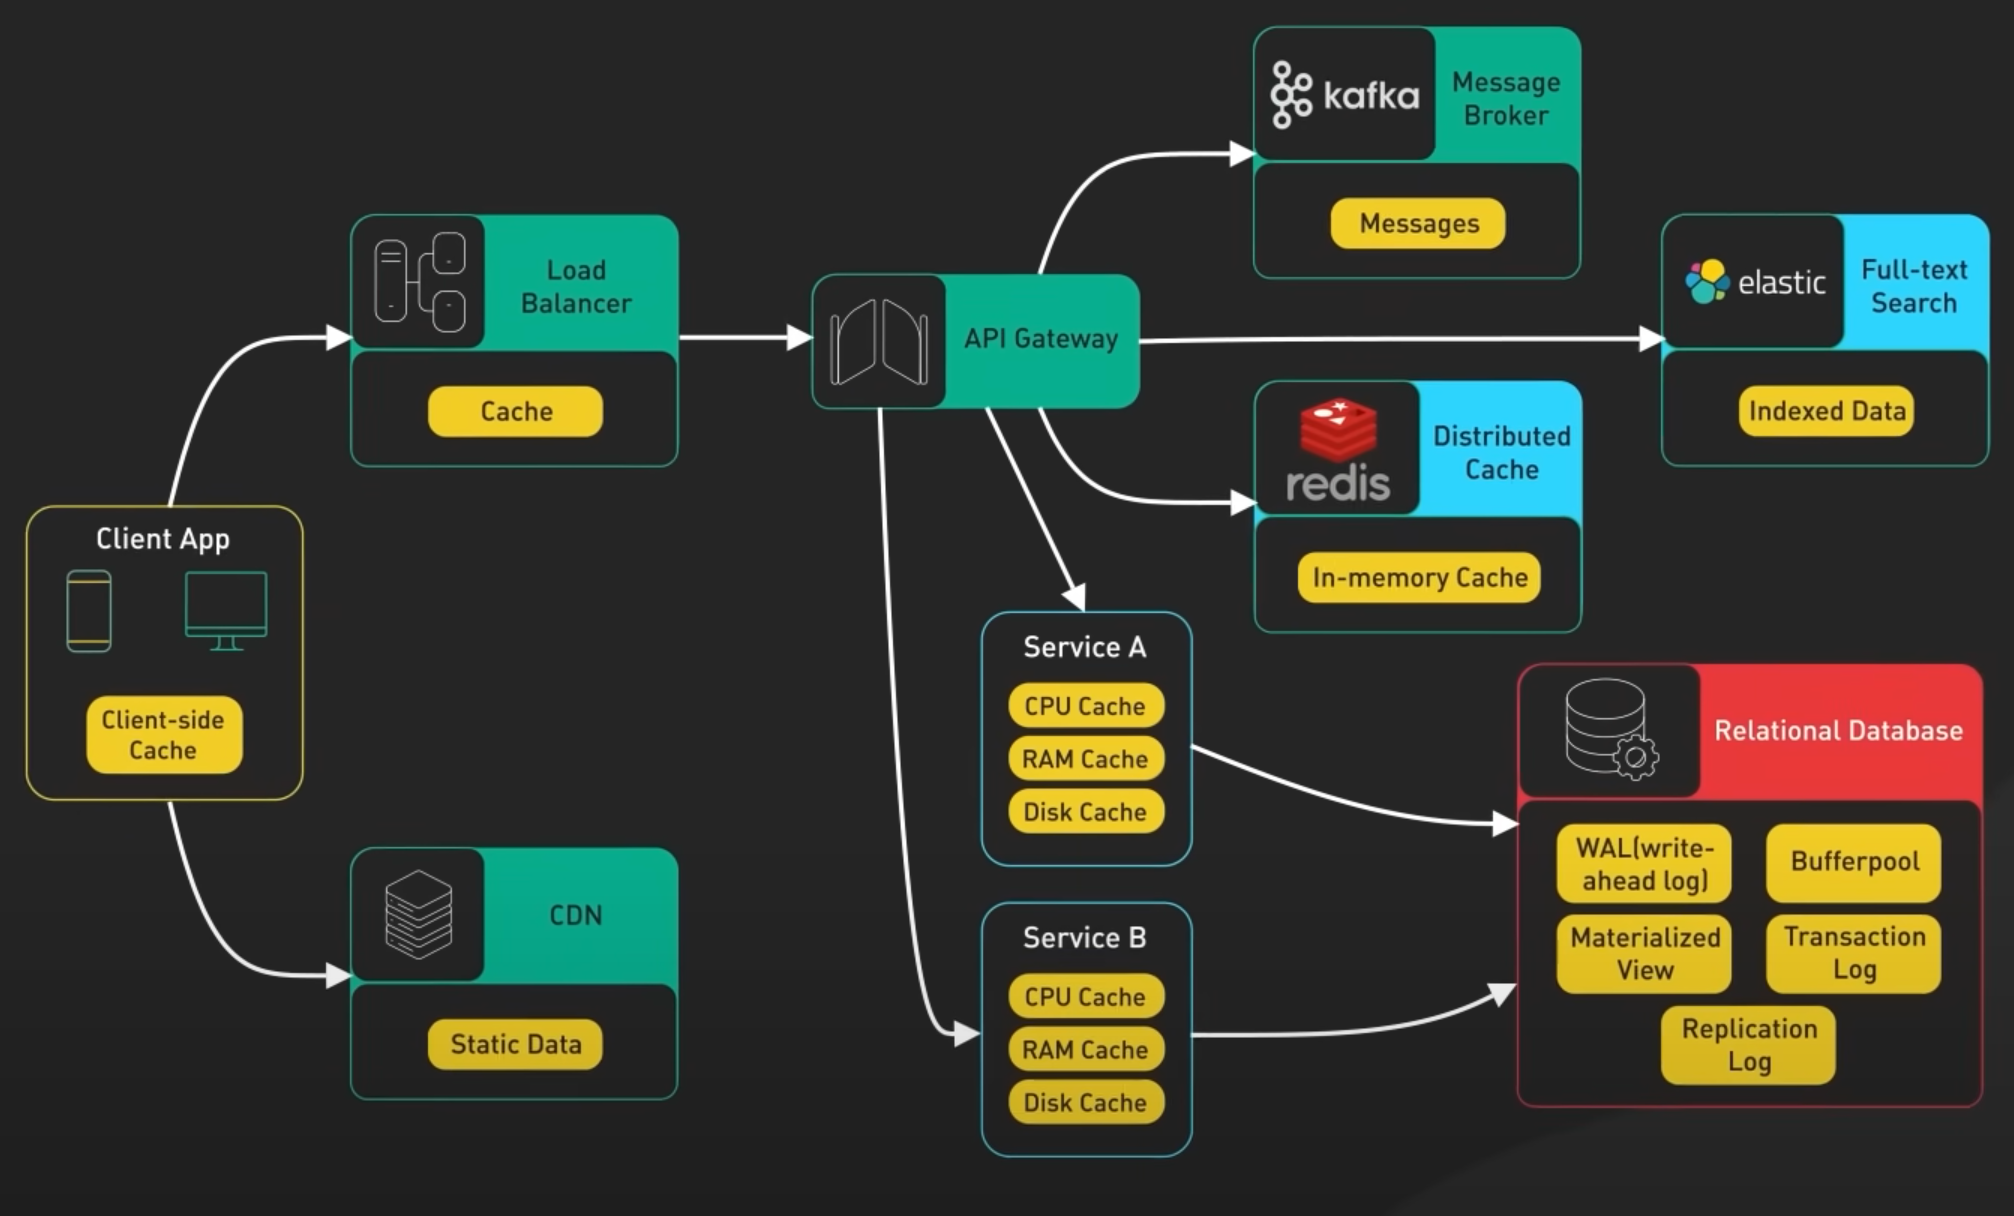 kafka
Message
Broker
Messages
Load
Balancer
Cache
API Gateway
elastic
Full-text
Search
Indexed Data
redis
Distributed
Cache
In-memory Cache
Client App
Client-side
Cache
Service A
CPU Cache
RAM Cache
Disk Cache
Relational Database
WAL(write-
ahead log)
Bufferpool
Materialized
View
Transaction
Log
Replication
Log
CDN
Static Data
Service B
CPU Cache
RAM Cache
Disk Cache